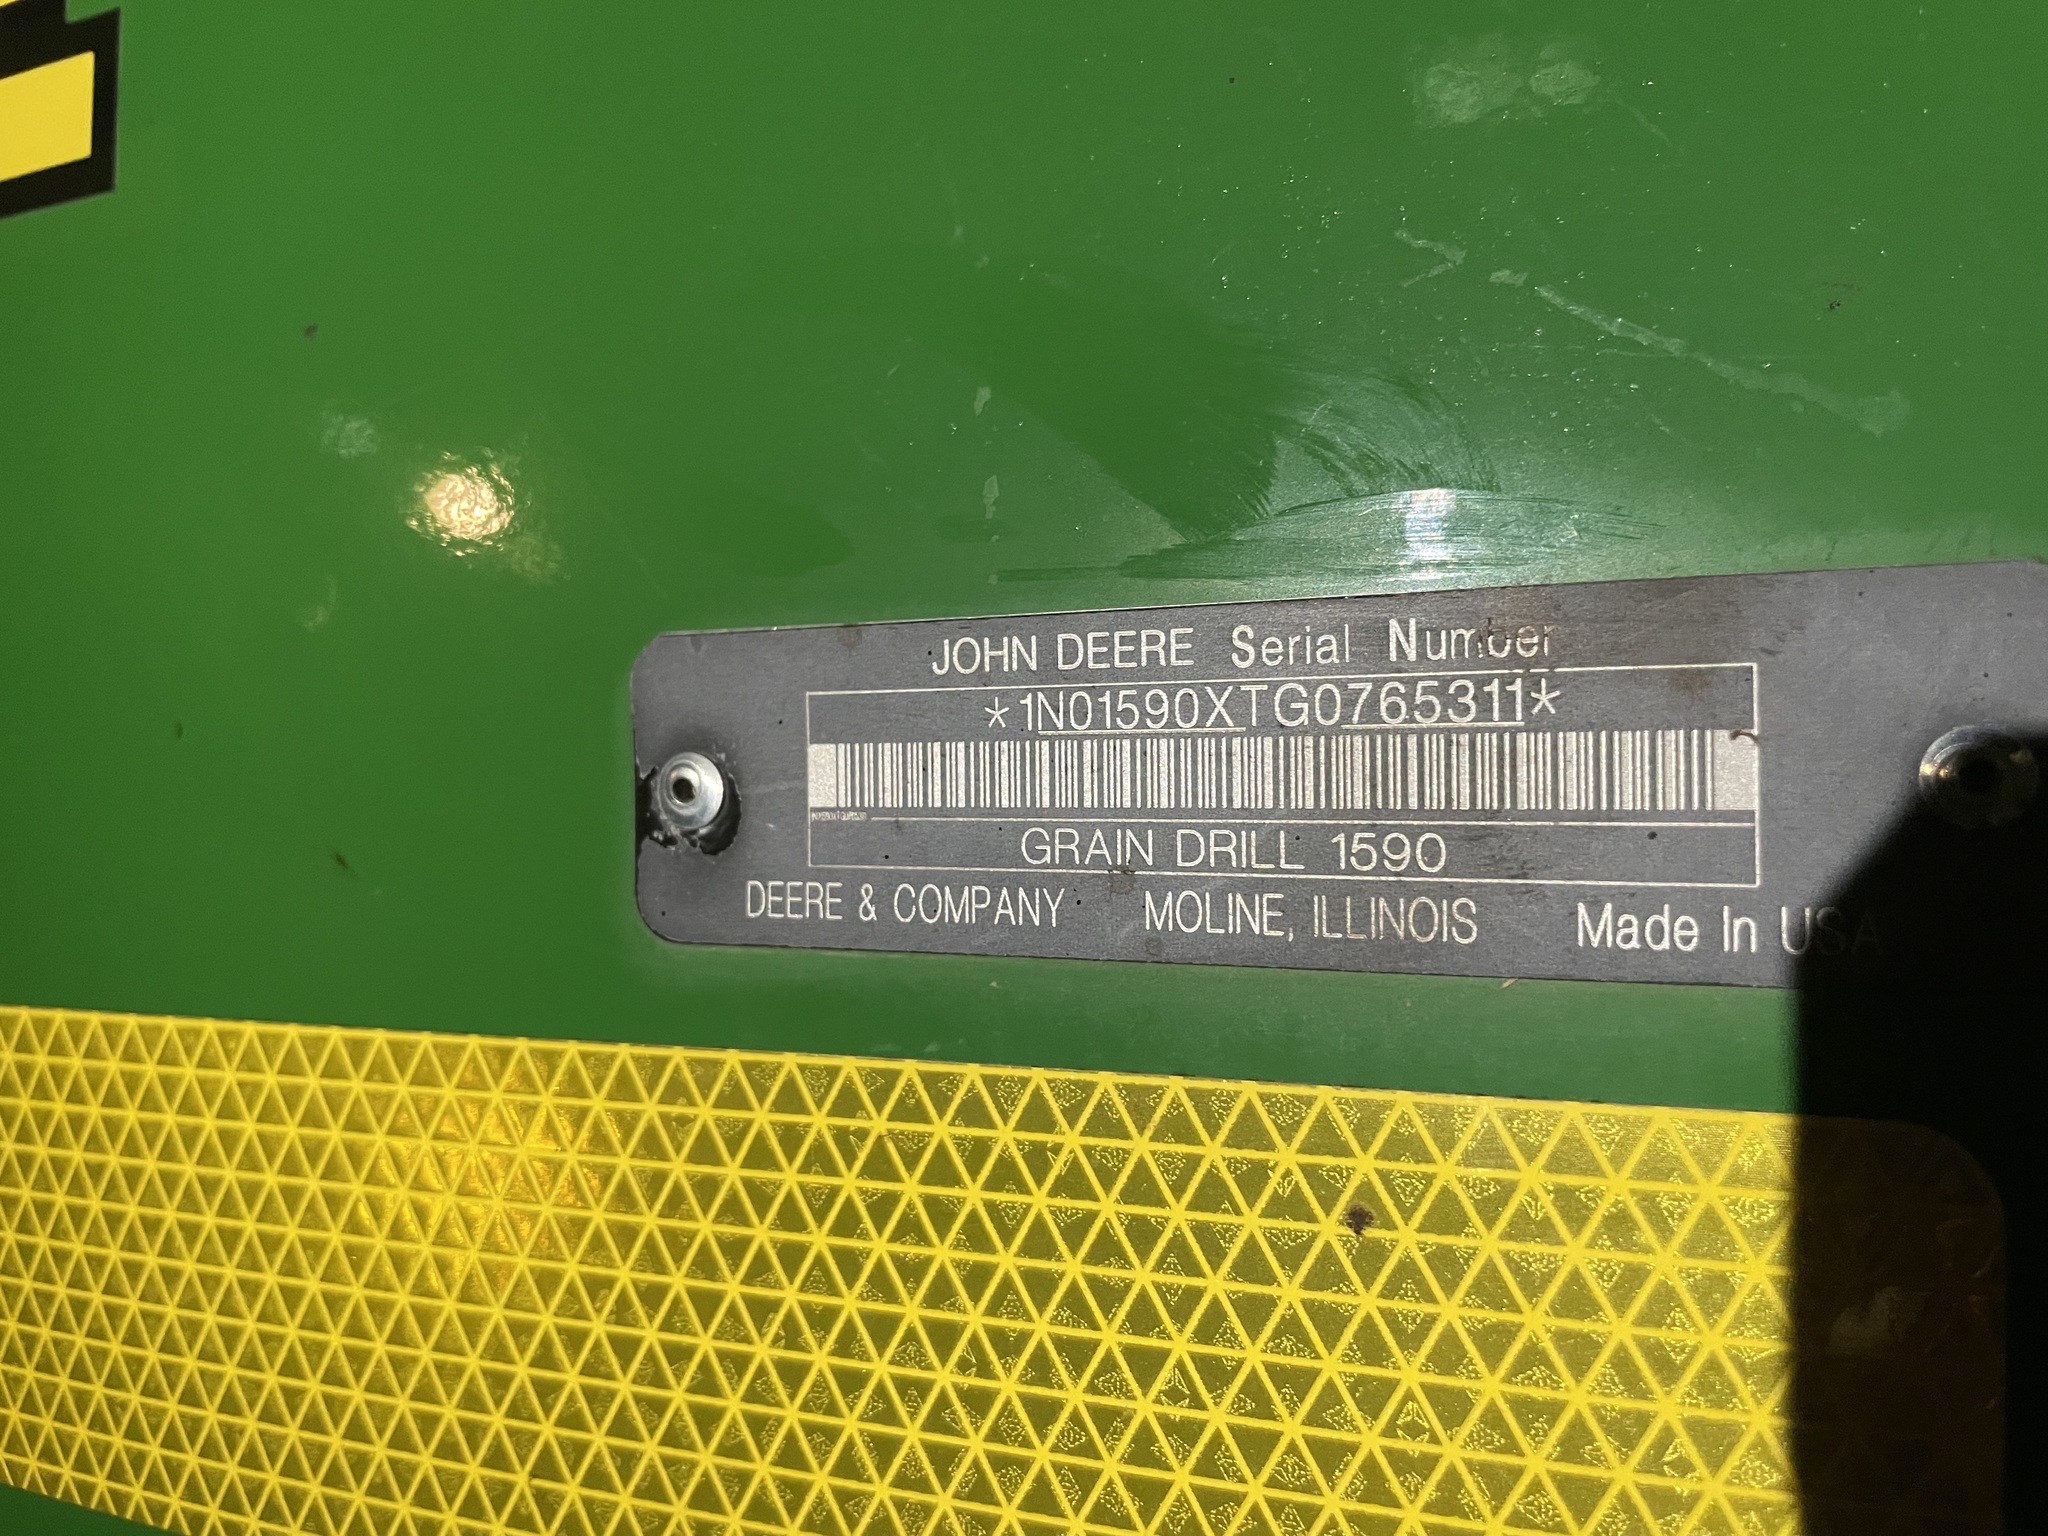 JOHN DEERE Serial Number
*1N01590XTG0765311*
GRAIN DRILL 1590
DEERE & COMPANY MOLINE, ILLINOIS Made In USA